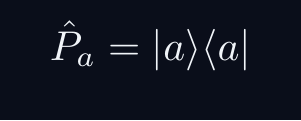 P̂ₐ = |a⟩⟨a|